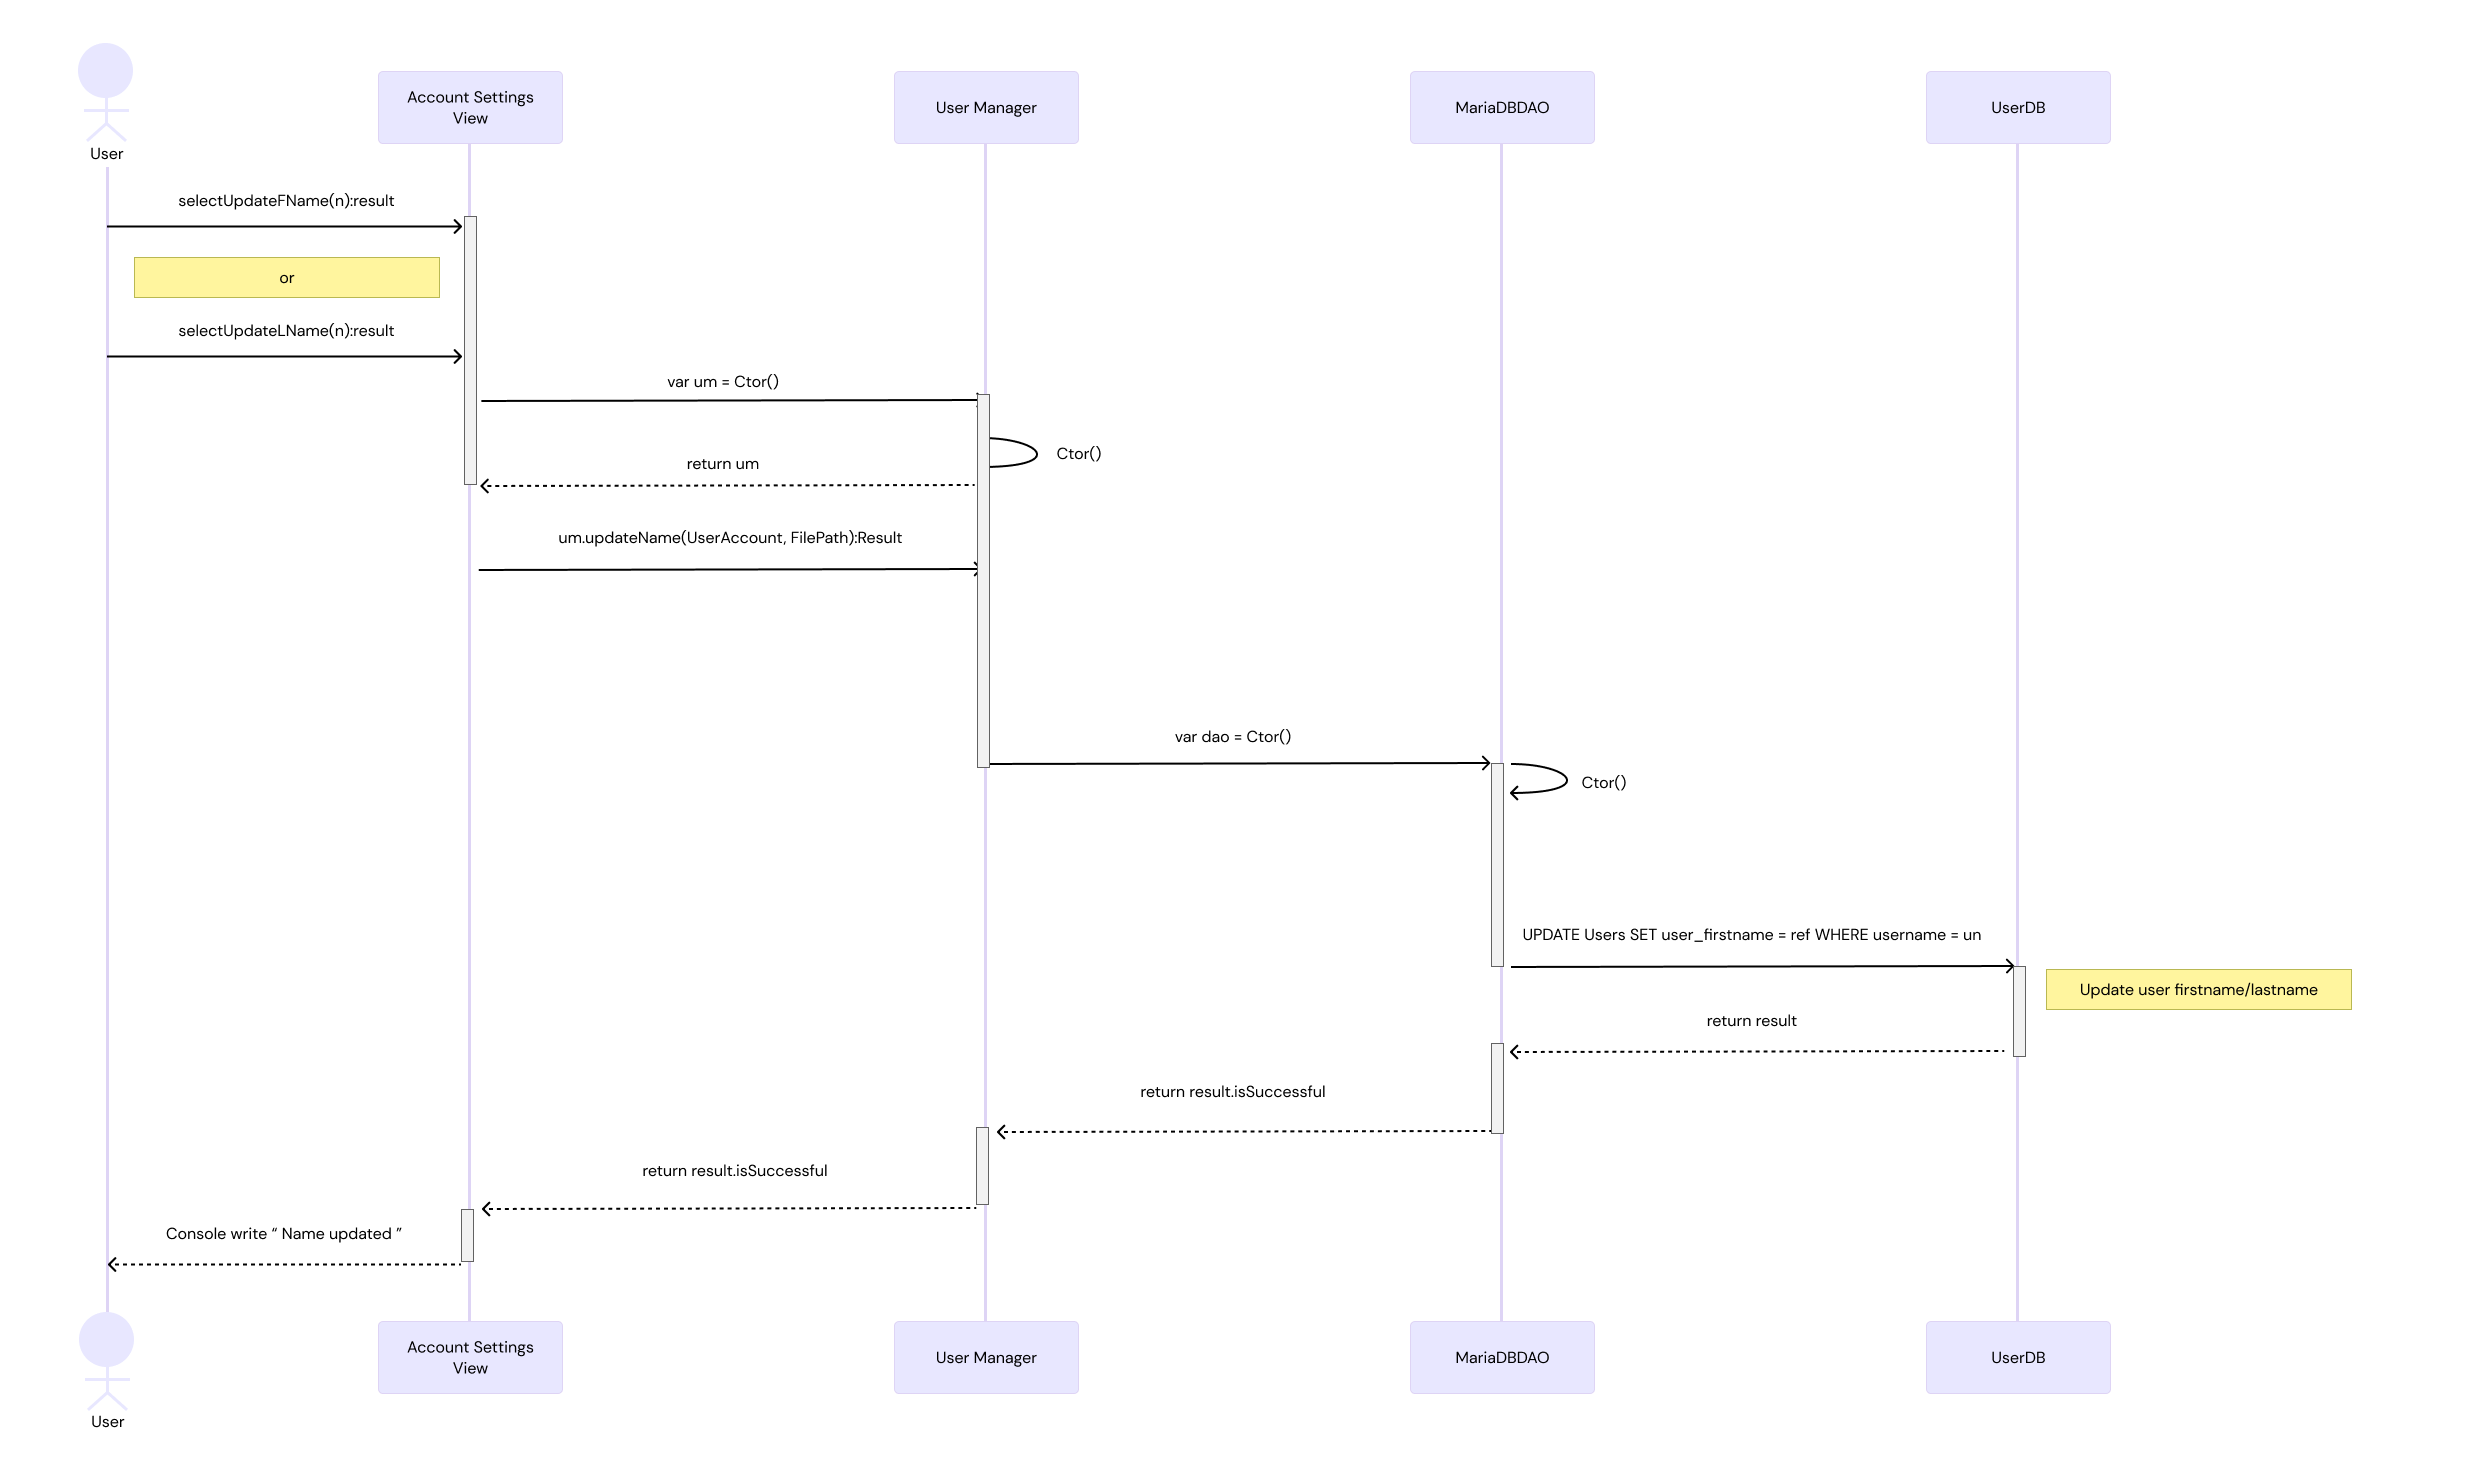 User
Account Settings
View
User Manager
MariaDBDAO
UserDB
selectUpdateFName(n):result
or
selectUpdateLName(n):result
var um = Ctor()
Ctor()
return um
um.updateName(UserAccount, FilePath):Result
var dao = Ctor()
Ctor()
UPDATE Users SET user_firstname = ref WHERE username = un
Update user firstname/lastname
return result
return result.isSuccessful
return result.isSuccessful
Console write “ Name updated ”
Account Settings
View
User Manager
MariaDBDAO
UserDB
User